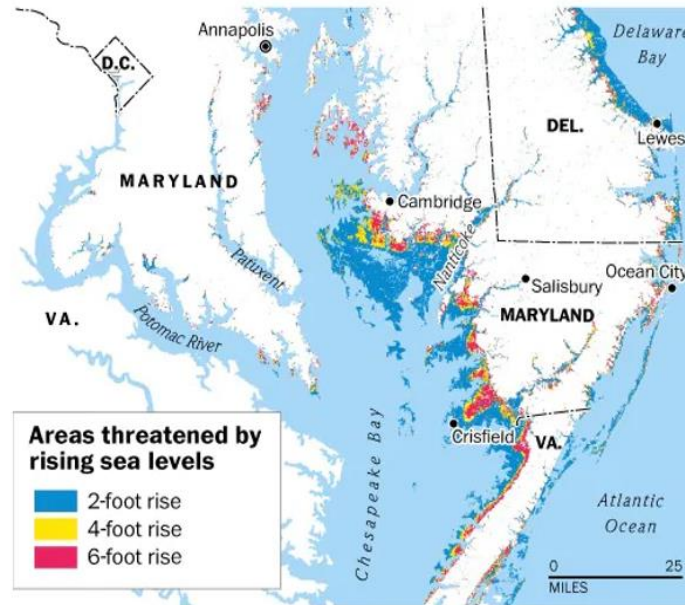 Annapolis
Delaware
Bay
D.C.
DEL.
Lewes
MARYLAND
Cambridge
Nanticoke
Ocean City
Patuxent
Salisbury
MARYLAND
VA.
Potomac River
Areas threatened by
rising sea levels
2-foot rise
4-foot rise
6-foot rise
Crisfield
VA.
Chesapeake Bay
Atlantic
Ocean
0 25
MILES